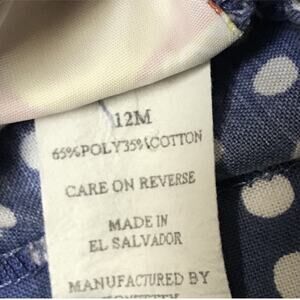 12M
65%POLY35%COTTON
CARE ON REVERSE
MADE IN
EL SALVADOR
MANUFACTURED BY